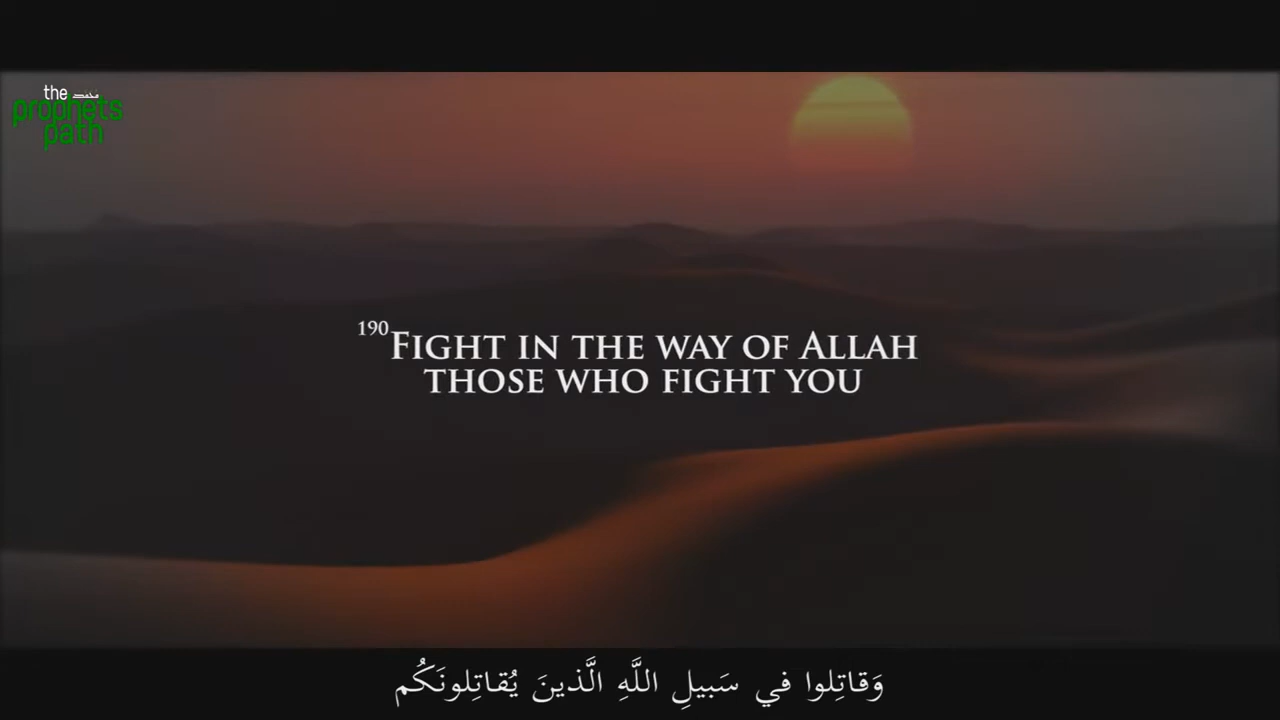 the محمد
prophets
path
190 FIGHT IN THE WAY OF ALLAH
THOSE WHO FIGHT YOU
وَقاتِلوا في سَبيلِ اللَّهِ الَّذينَ يُقاتِلونَكُم